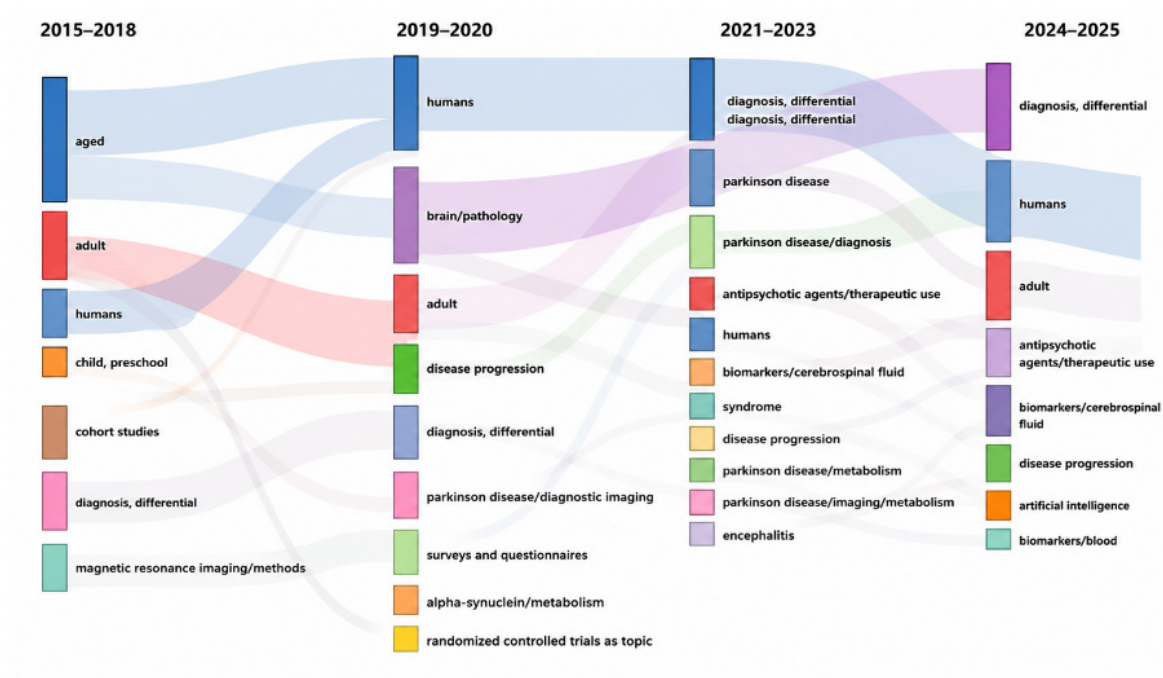 2015–2018
2019–2020
2021–2023
2024–2025
aged
adult
humans
child, preschool
cohort studies
diagnosis, differential
magnetic resonance imaging/methods
humans
brain/pathology
adult
disease progression
diagnosis, differential
parkinson disease/diagnostic imaging
surveys and questionnaires
alpha-synuclein/metabolism
randomized controlled trials as topic
diagnosis, differential
diagnosis, differential
parkinson disease
parkinson disease/diagnosis
antipsychotic agents/therapeutic use
humans
biomarkers/cerebrospinal fluid
syndrome
disease progression
parkinson disease/metabolism
parkinson disease/imaging/metabolism
encephalitis
diagnosis, differential
humans
adult
antipsychotic
agents/therapeutic use
biomarkers/cerebrospinal
fluid
disease progression
artificial intelligence
biomarkers/blood